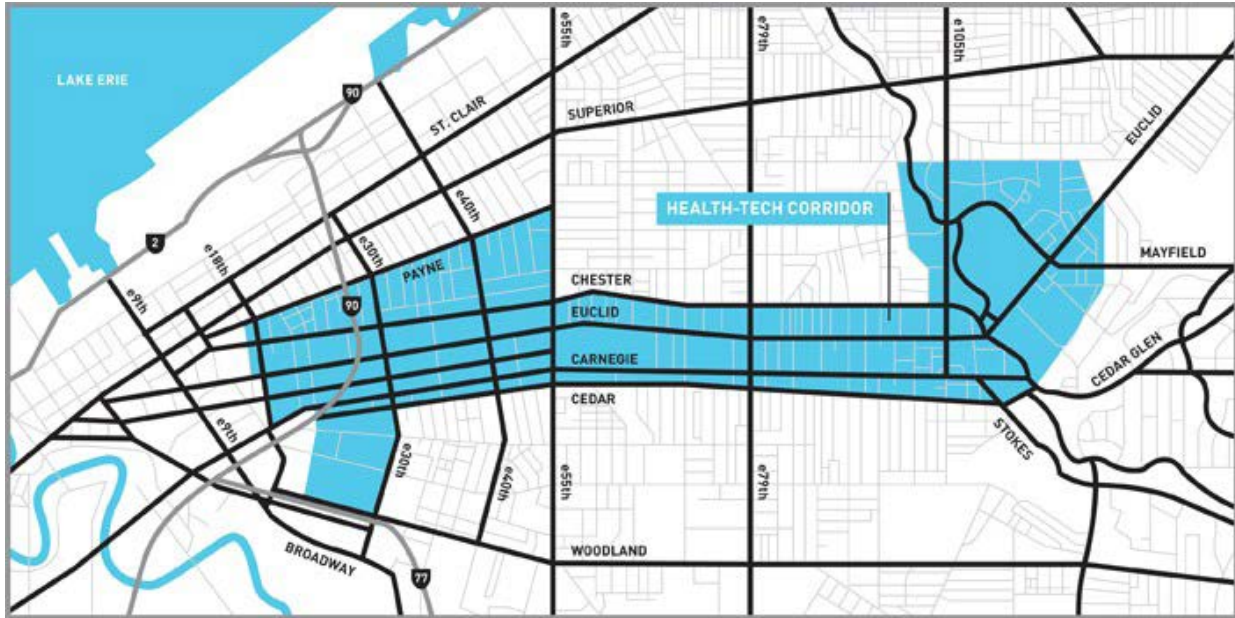 e55th
e79th
e105th
LAKE ERIE
90
ST. CLAIR
SUPERIOR
EUCLID
e40th
HEALTH-TECH CORRIDOR
2
e18th
e30th
PAYNE
MAYFIELD
e9th
90
CHESTER
EUCLID
CARNEGIE
CEDAR GLEN
CEDAR
e9th
e30th
STOKES
e40th
e55th
e79th
BROADWAY
WOODLAND
77